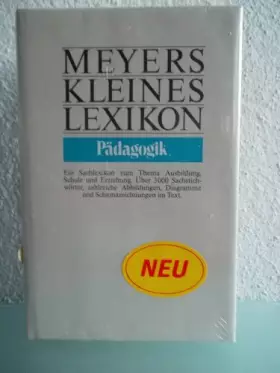 MEYERS
KLEINES
LEXIKON
Pädagogik
Ein Sachlexikon zum Thema Ausbildung,
Schule und Erziehung. Über 3000 Sachstich-
wörter, zahlreiche Abbildungen, Diagramme
und Schemazeichnungen im Text.
NEU